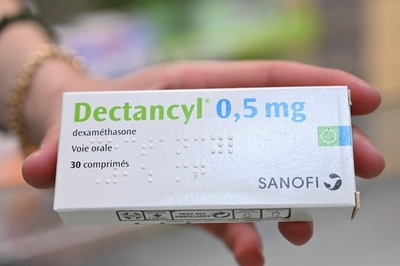 Dectancyl® 0,5 mg
dexaméthasone
Voie orale
30 comprimés
SANOFI